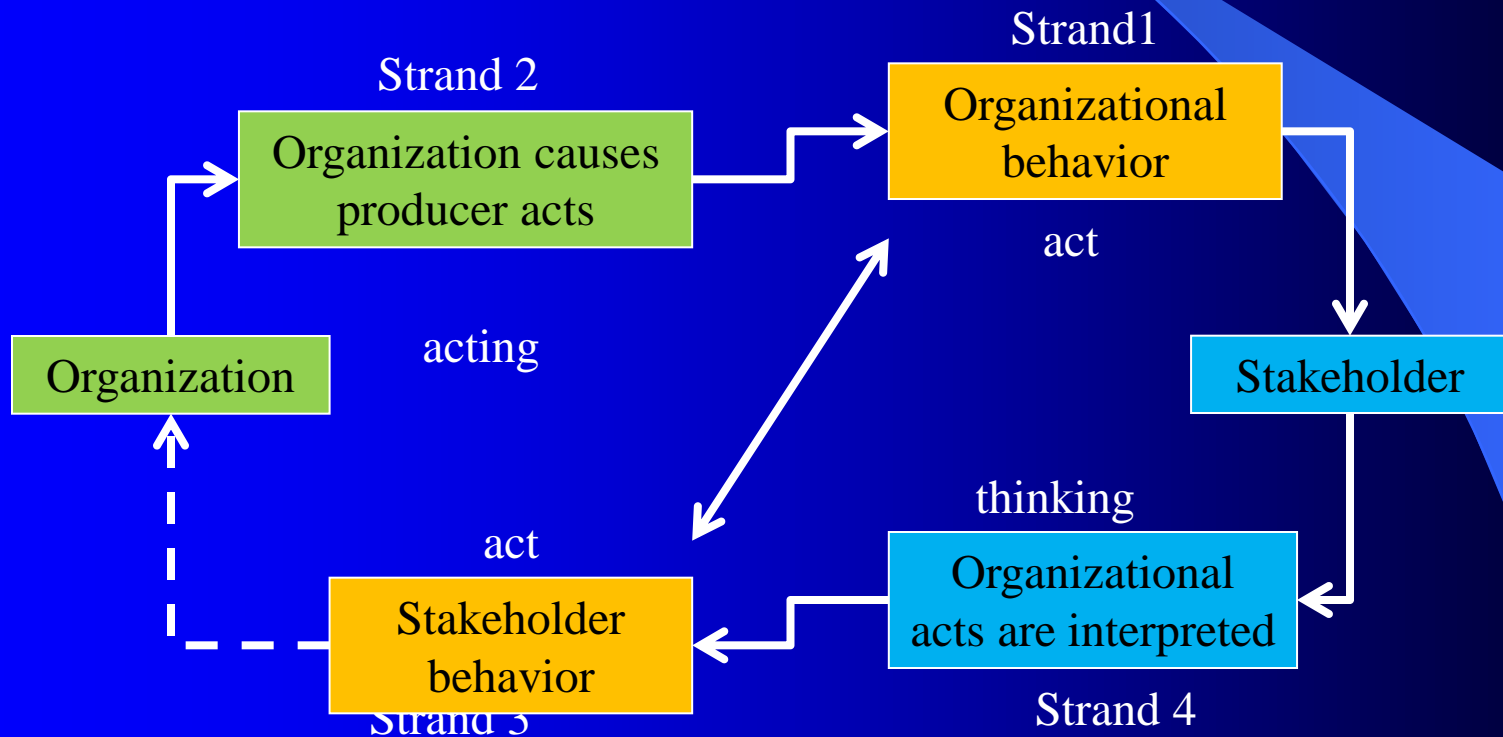 Strand1
Strand 2
Organizational
behavior
Organization causes
producer acts
act
acting
Organization
Stakeholder
thinking
act
Organizational
acts are interpreted
Stakeholder
behavior
Strand 3
Strand 4